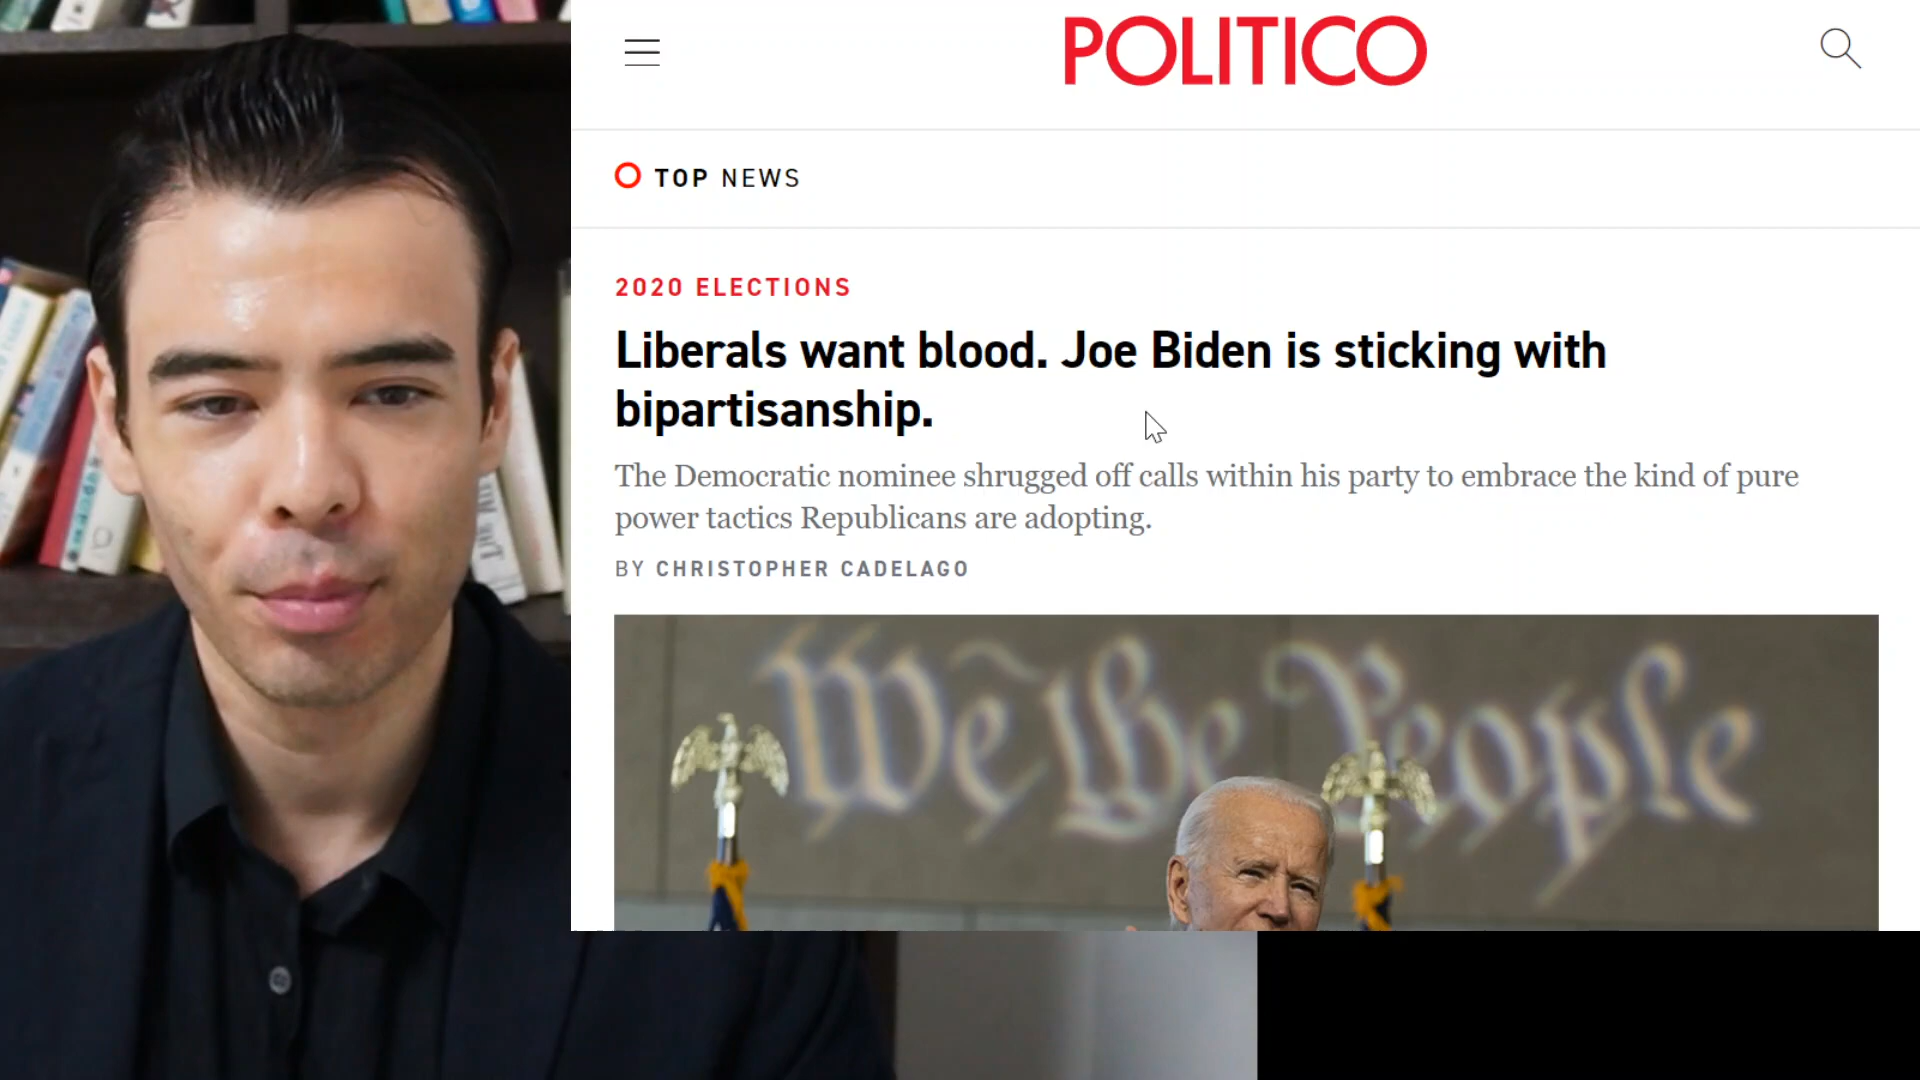 POLITICO
TOP NEWS
2020 ELECTIONS
Liberals want blood. Joe Biden is sticking with
bipartisanship.
The Democratic nominee shrugged off calls within his party to embrace the kind of pure
power tactics Republicans are adopting.
BY CHRISTOPHER CADELAGO
We the People